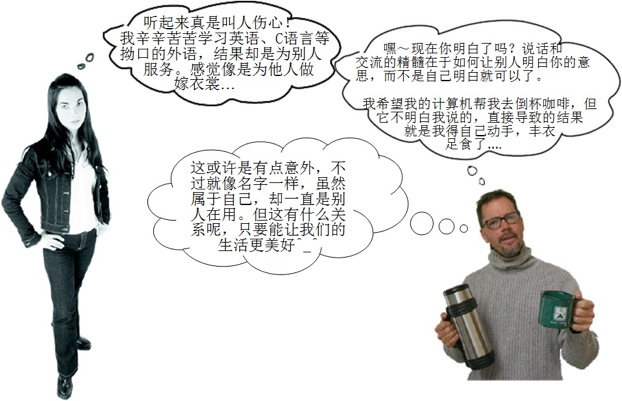 听起来真是叫人伤心！
我辛辛苦苦学习英语、C语言等
拗口的外语，结果却是为别人
服务。感觉像是为他人做
嫁衣裳...
嘿～现在你明白了吗？说话和
交流的精髓在于如何让别人明白你的意
思，而不是自己明白就可以了。
我希望我的计算机帮我去倒杯咖啡，但
它不明白我说的，直接导致的结果
就是我得自己动手，丰衣
足食了....
这或许是有点意外，不
过就像名字一样，虽然
属于自己，却一直是别
人在用。但这有什么关
系呢，只要能让我们的
生活更美好^_^